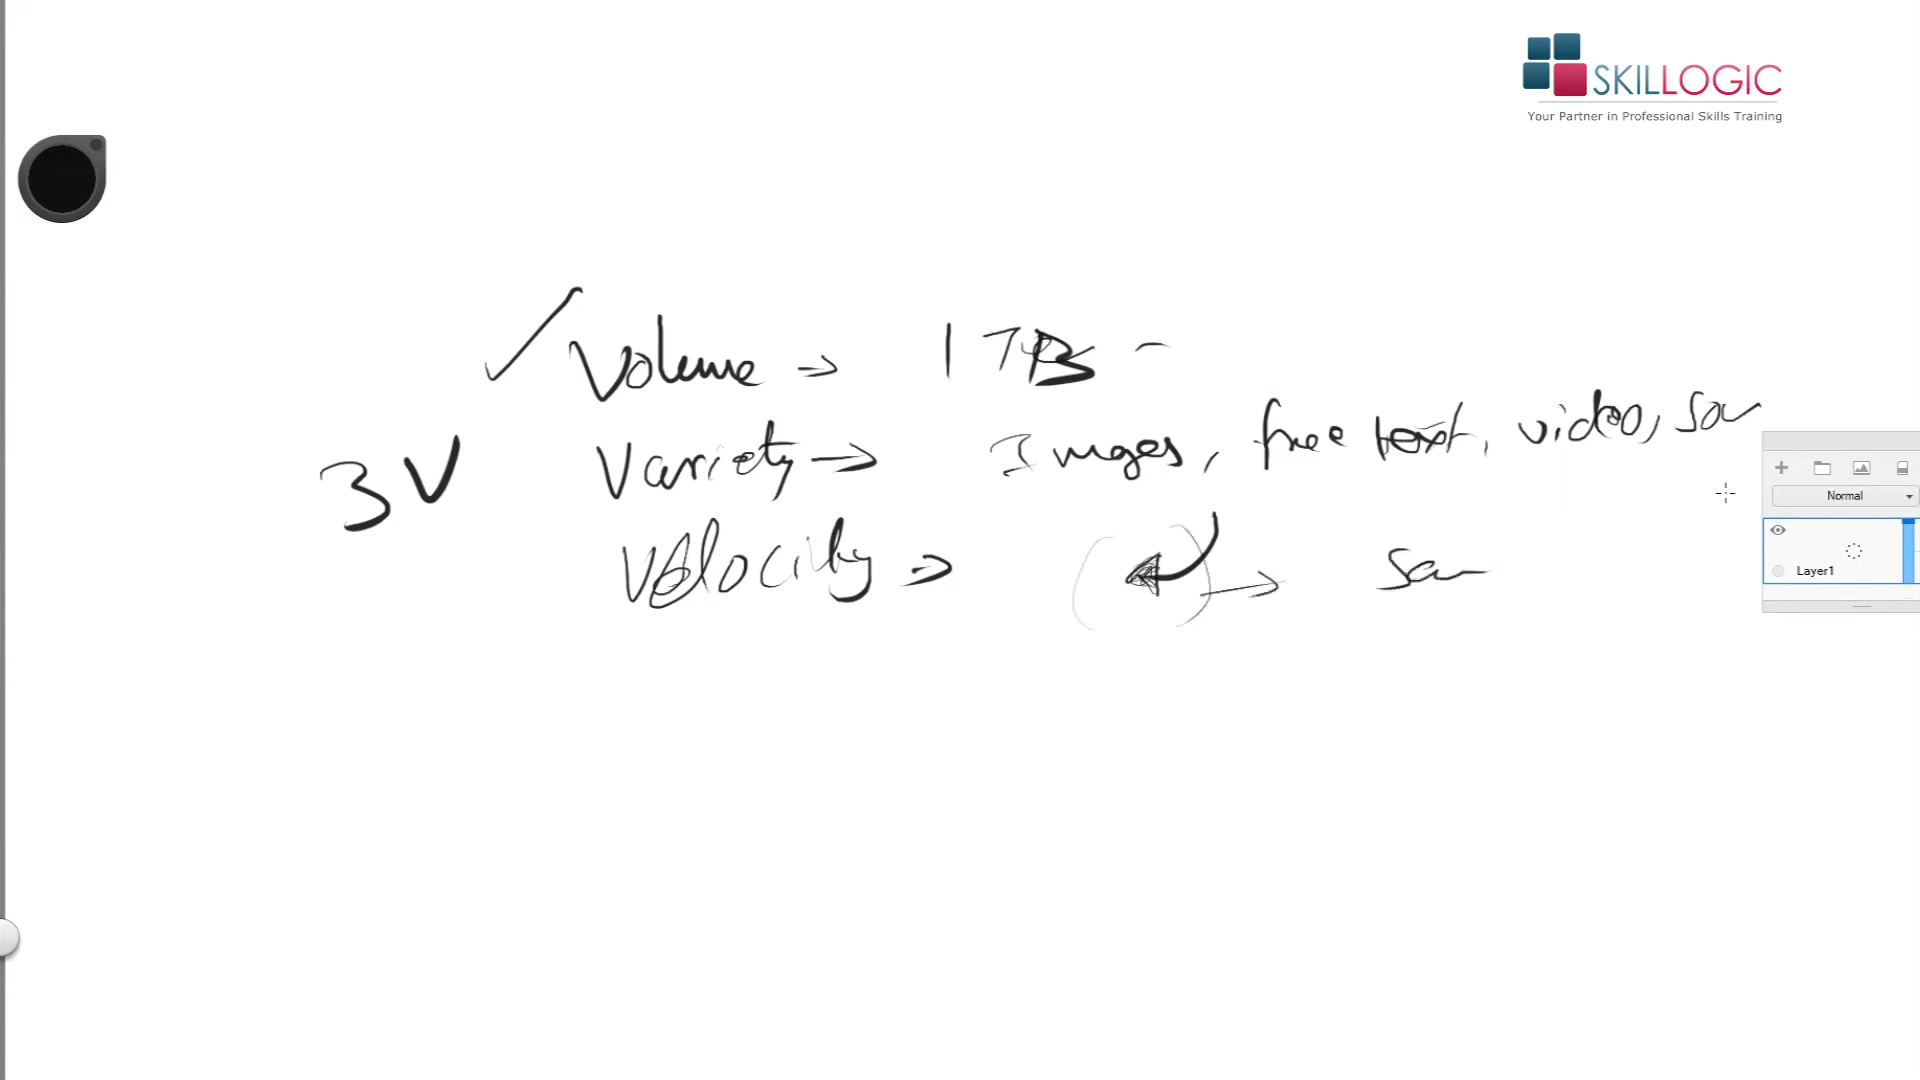 SKILLOGIC
Your Partner in Professional Skills Training
Volume → 1 TB -
3V
Variety → Images, free text, video,
Velocity → 
Normal
Layer1